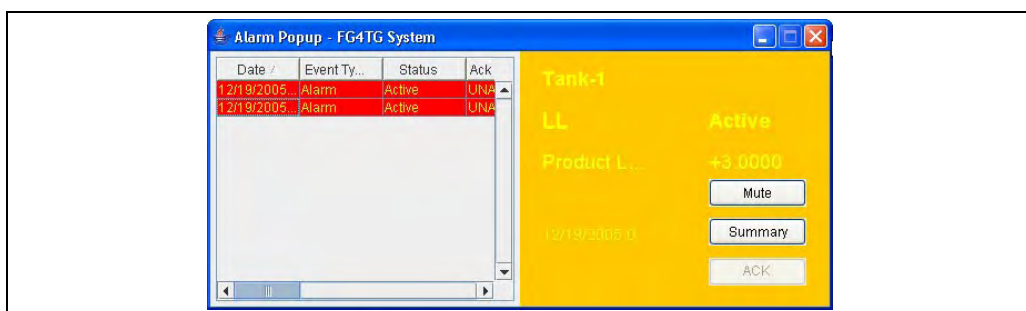 Alarm Popup - FG4TG System
Date / Event Ty... Status Ack
12/19/2005... Alarm Active UNA
12/19/2005... Alarm Active UNA
Tank-1
LL Active
Product L... +3.0000
Mute
12/19/2005 0
Summary
ACK